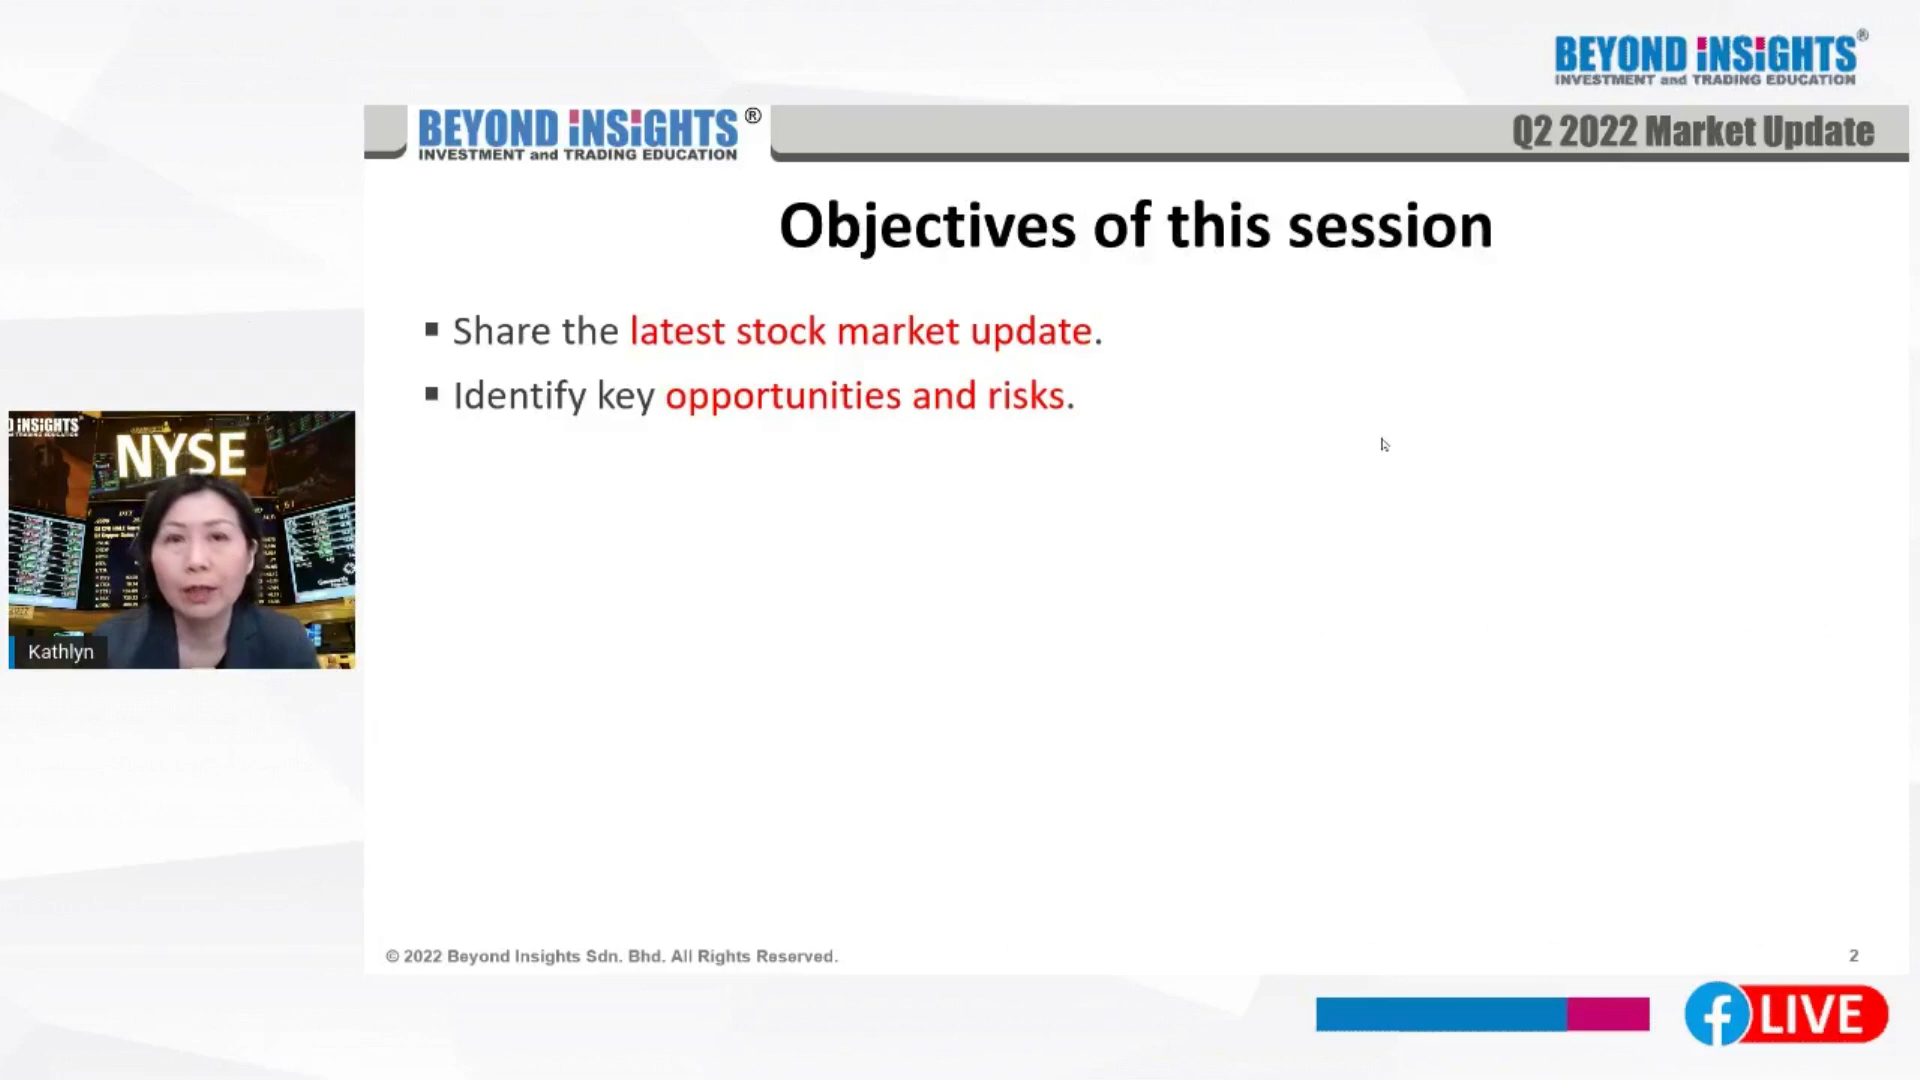 BEYOND iNSiGHTS®
INVESTMENT and TRADING EDUCATION
BEYOND iNSiGHTS®
INVESTMENT and TRADING EDUCATION
Q2 2022 Market Update
Objectives of this session
▪ Share the latest stock market update.
▪ Identify key opportunities and risks.
iNSiGHTS
NYSE
Kathlyn
© 2022 Beyond Insights Sdn. Bhd. All Rights Reserved.
2
f LIVE